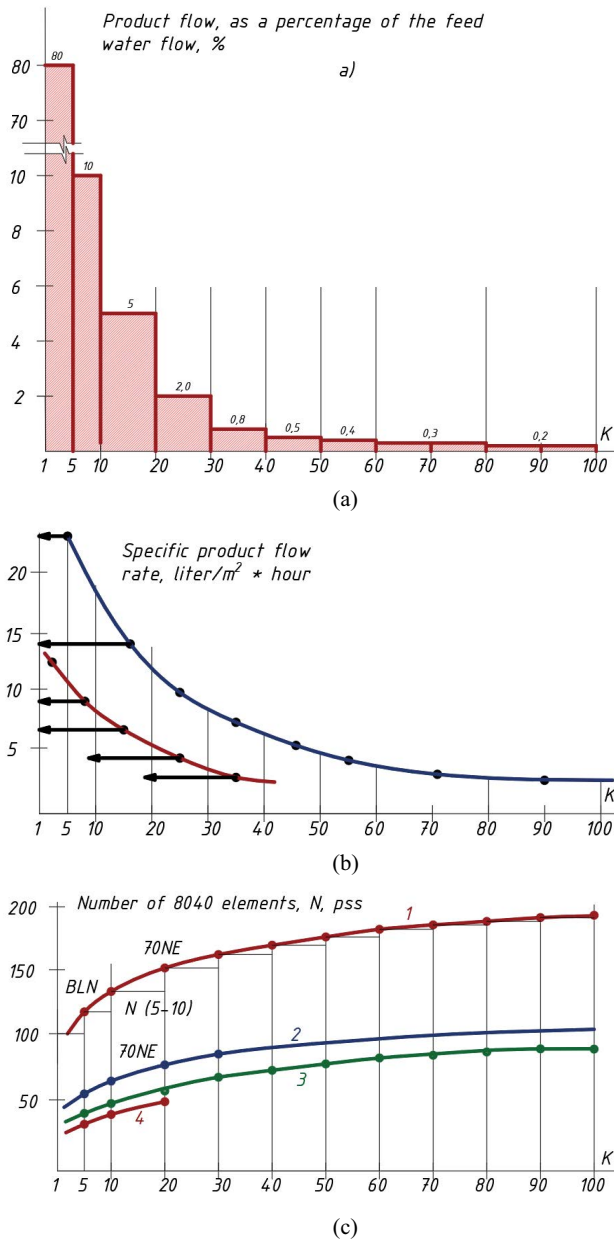 Product flow, as a percentage of the feed
water flow, %
a)
80
70
10
8
6
4
2
80
10
5
2,0
0,8
0,5
0,4
0,3
0,2
K
1 5 10 20 30 40 50 60 70 80 90 100
(a)
Specific product flow
rate, liter/m² * hour
20
15
10
5
K
1 5 10 20 30 40 50 60 70 80 90 100
(b)
Number of 8040 elements, N, pss
200
150
100
50
1
70NE
BLN
N (5-10)
70NE
2
3
4
K
1 5 10 20 30 40 50 60 70 80 90 100
(c)